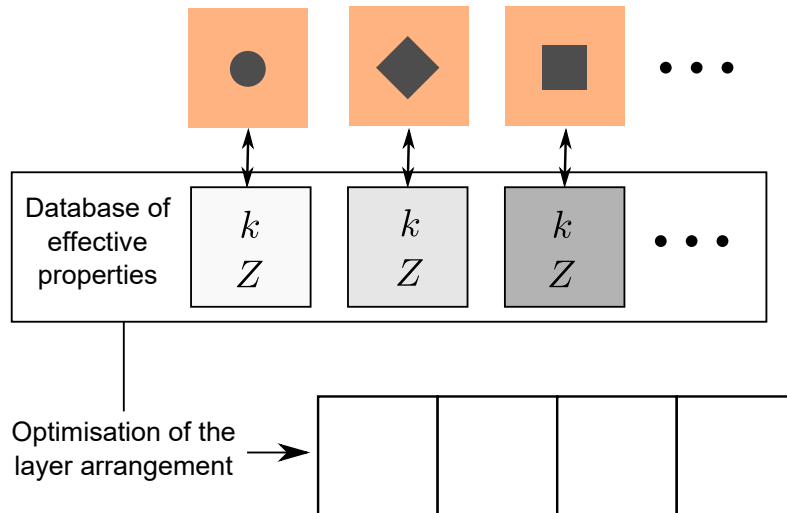 Database of
effective
properties
k k k
Z Z Z
Optimisation of the
layer arrangement